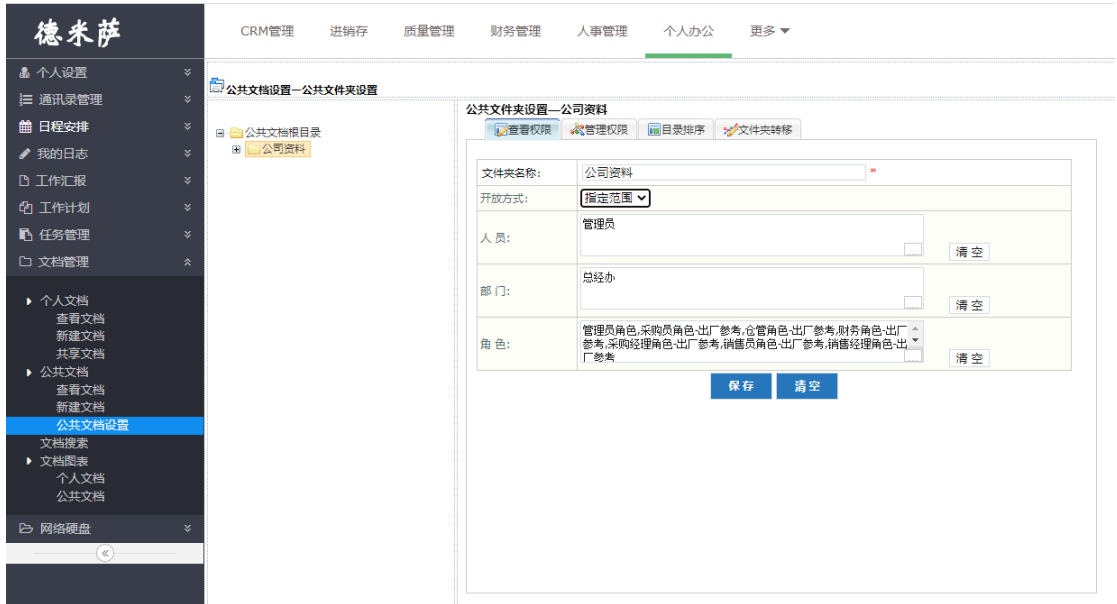 德米萨
CRM管理 进销存 质量管理 财务管理 人事管理 个人办公 更多
个人设置
通讯录管理
日程安排
我的日志
工作汇报
工作计划
任务管理
文档管理
个人文档
查看文档
新建文档
共享文档
公共文档
查看文档
新建文档
公共文档设置
文档搜索
文档图表
个人文档
公共文档
网络硬盘
公共文档设置—公共文件夹设置
公共文档根目录
公司资料
公共文件夹设置—公司资料
查看权限 管理权限 目录排序 文件夹转移
文件夹名称: 公司资料 *
开放方式: 指定范围
人 员: 管理员
... 清 空
部 门: 总经办
... 清 空
角 色: 管理员角色,采购员角色-出厂参考,仓管角色-出厂参考,财务角色-出厂
参考,采购经理角色-出厂参考,销售员角色-出厂参考,销售经理角色-出
厂参考
... 清 空
保 存 清 空